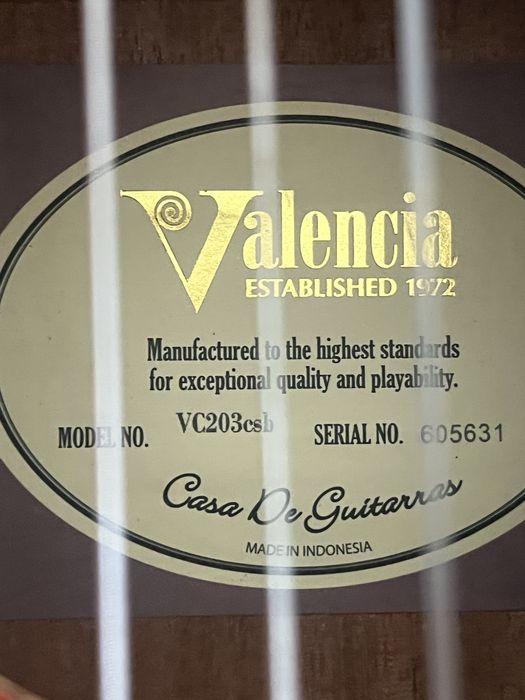 Valencia
ESTABLISHED 1972
Manufactured to the highest standards
for exceptional quality and playability.
MODEL NO. VC203csb SERIAL NO. 605631
Casa De Guitarras
MADE IN INDONESIA